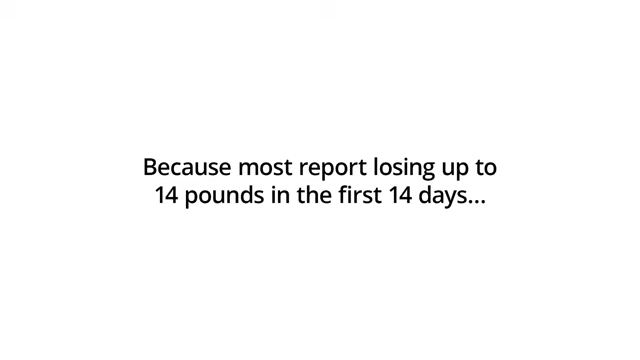 Because most report losing up to
14 pounds in the first 14 days...